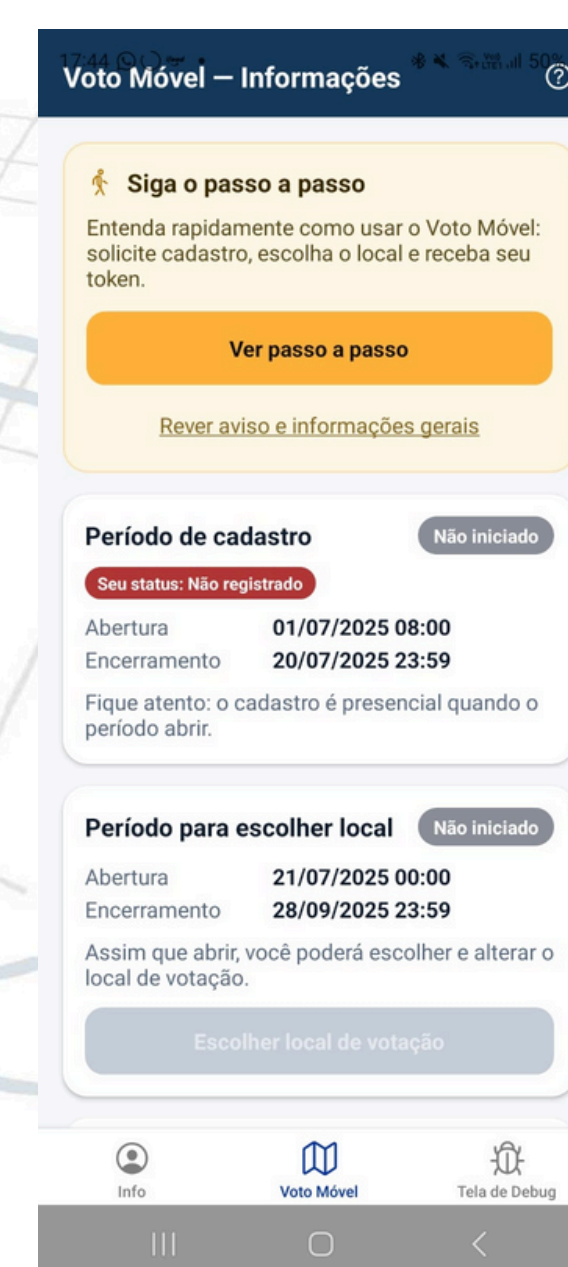 17:44
50%
Voto Móvel — Informações
Siga o passo a passo
Entenda rapidamente como usar o Voto Móvel:
solicite cadastro, escolha o local e receba seu
token.
Ver passo a passo
Rever aviso e informações gerais
Período de cadastro
Não iniciado
Seu status: Não registrado
Abertura 01/07/2025 08:00
Encerramento 20/07/2025 23:59
Fique atento: o cadastro é presencial quando o
período abrir.
Período para escolher local
Não iniciado
Abertura 21/07/2025 00:00
Encerramento 28/09/2025 23:59
Assim que abrir, você poderá escolher e alterar o
local de votação.
Escolher local de votação
Info
Voto Móvel
Tela de Debug